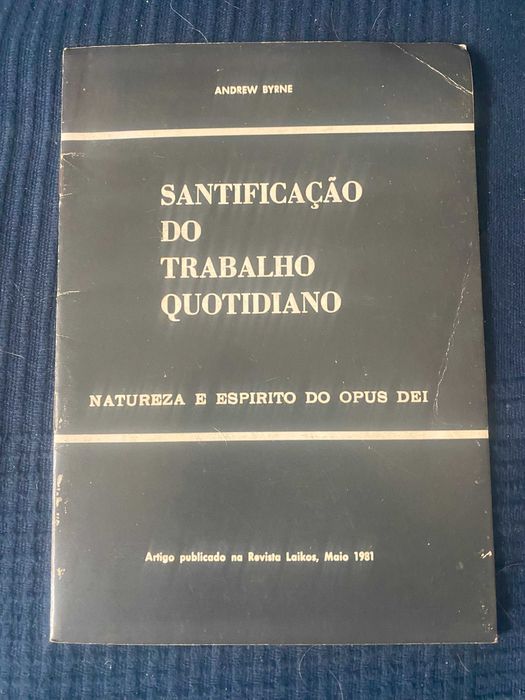 ANDREW BYRNE
SANTIFICAÇÃO
DO
TRABALHO
QUOTIDIANO
NATUREZA E ESPIRITO DO OPUS DEI
Artigo publicado na Revista Laikos, Maio 1981